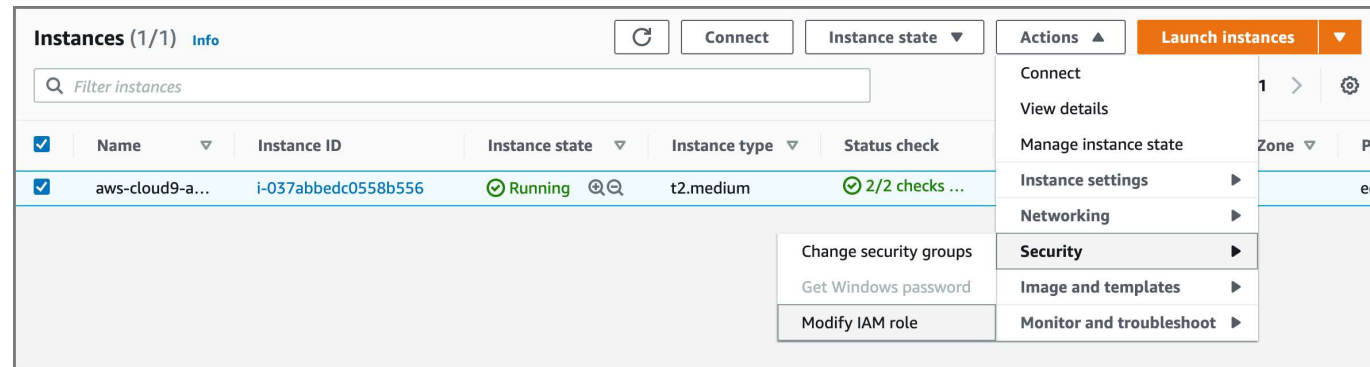 Instances (1/1) Info Connect Instance state Actions Launch instances
Filter instances
Connect
1
View details
Name Instance ID Instance state Instance type Status check Manage instance state Zone P
aws-cloud9-a... i-037abbedc0558b556 Running t2.medium 2/2 checks ... Instance settings e
Networking
Change security groups Security
Get Windows password Image and templates
Modify IAM role Monitor and troubleshoot